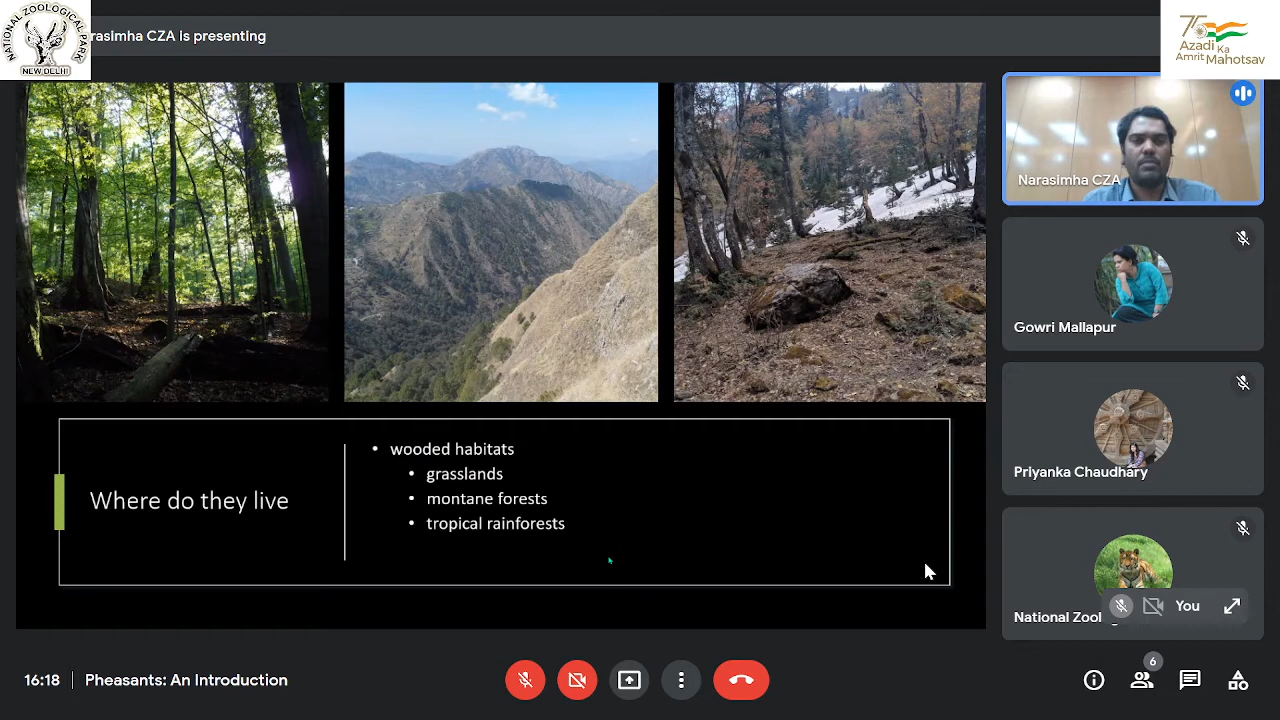 NATIONAL ZOOLOGICAL PARK
NEW DELHI
rasimha CZA is presenting
75
Azadi Ka
Amrit Mahotsav
Narasimha CZA
Gowri Mallapur
Priyanka Chaudhary
National Zool
You
Where do they live
• wooded habitats
• grasslands
• montane forests
• tropical rainforests
16:18
Pheasants: An Introduction
6